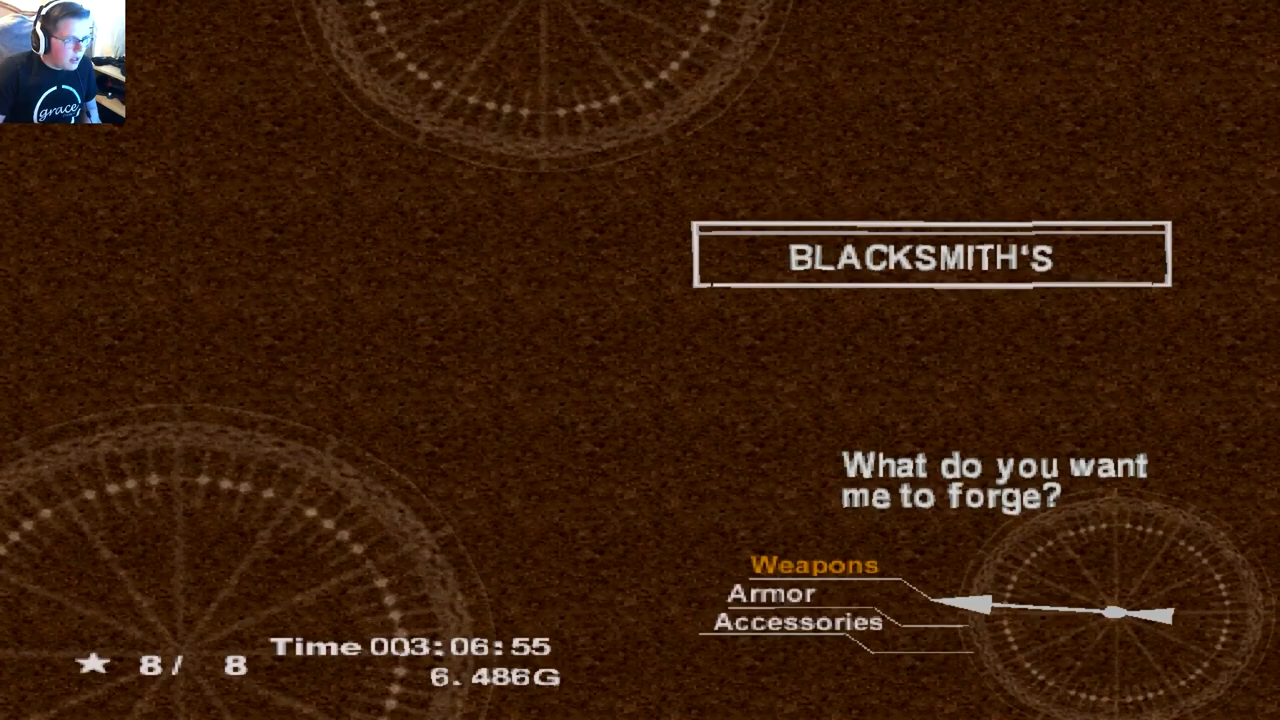 grace
BLACKSMITH'S
What do you want
me to forge?
Weapons
Armor
Accessories
Time 003:06:55
★ 8/ 8
6.486G